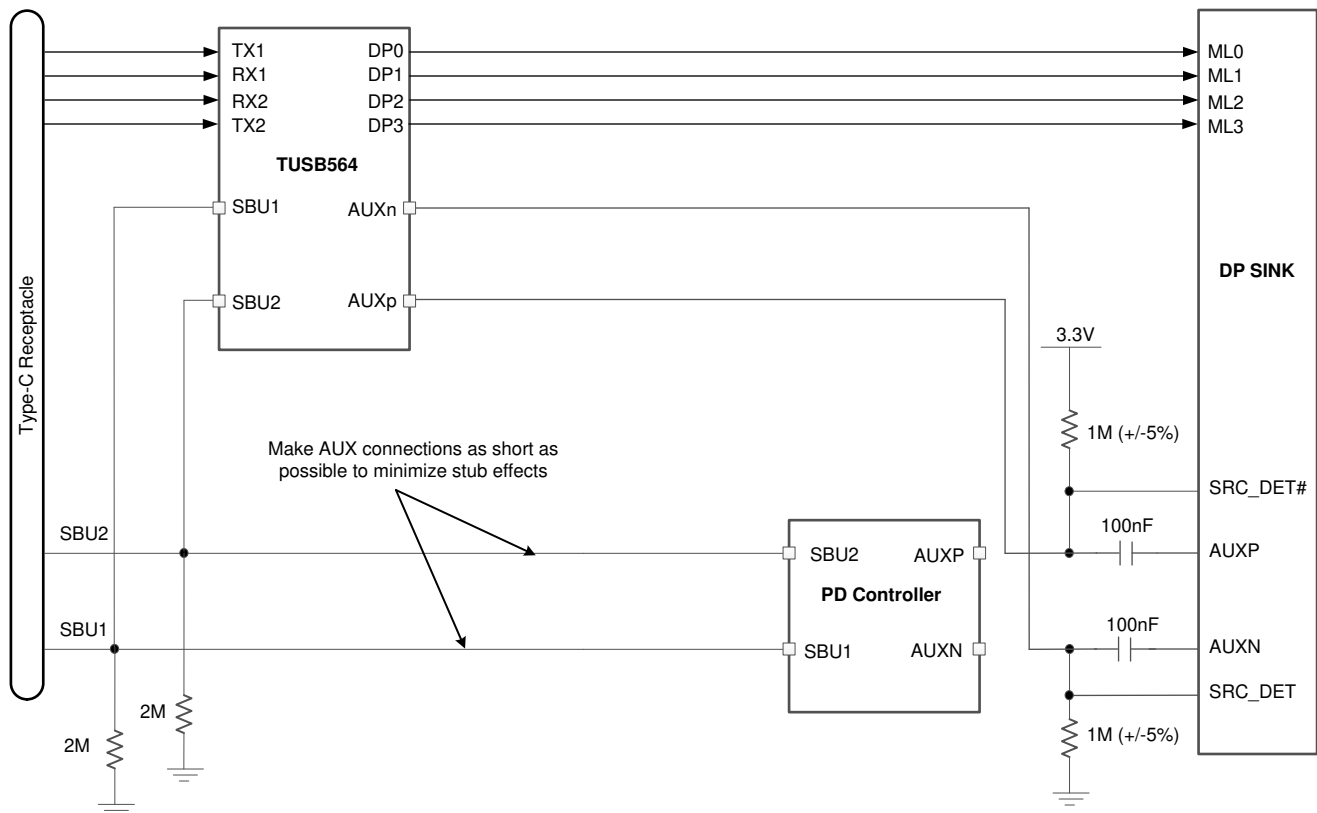 Type-C Receptacle
TX1
RX1
RX2
TX2
DP0
DP1
DP2
DP3
TUSB564
SBU1
SBU2
AUXn
AUXp
ML0
ML1
ML2
ML3
DP SINK
3.3V
1M (+/-5%)
SRC_DET#
100nF
AUXP
100nF
AUXN
SRC_DET
1M (+/-5%)
Make AUX connections as short as
possible to minimize stub effects
SBU2
SBU1
2M
2M
SBU2
AUXP
PD Controller
SBU1
AUXN